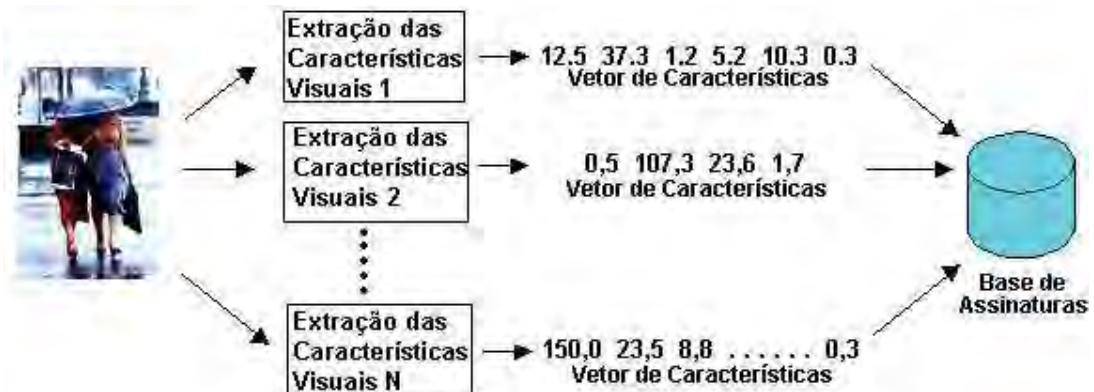 Extração das
Características
Visuais 1
12.5 37.3 1.2 5.2 10.3 0.3
Vetor de Características
Extração das
Características
Visuais 2
0,5 107,3 23,6 1,7
Vetor de Características
Extração das
Características
Visuais N
150,0 23,5 8,8 . . . . . . 0,3
Vetor de Características
Base de
Assinaturas